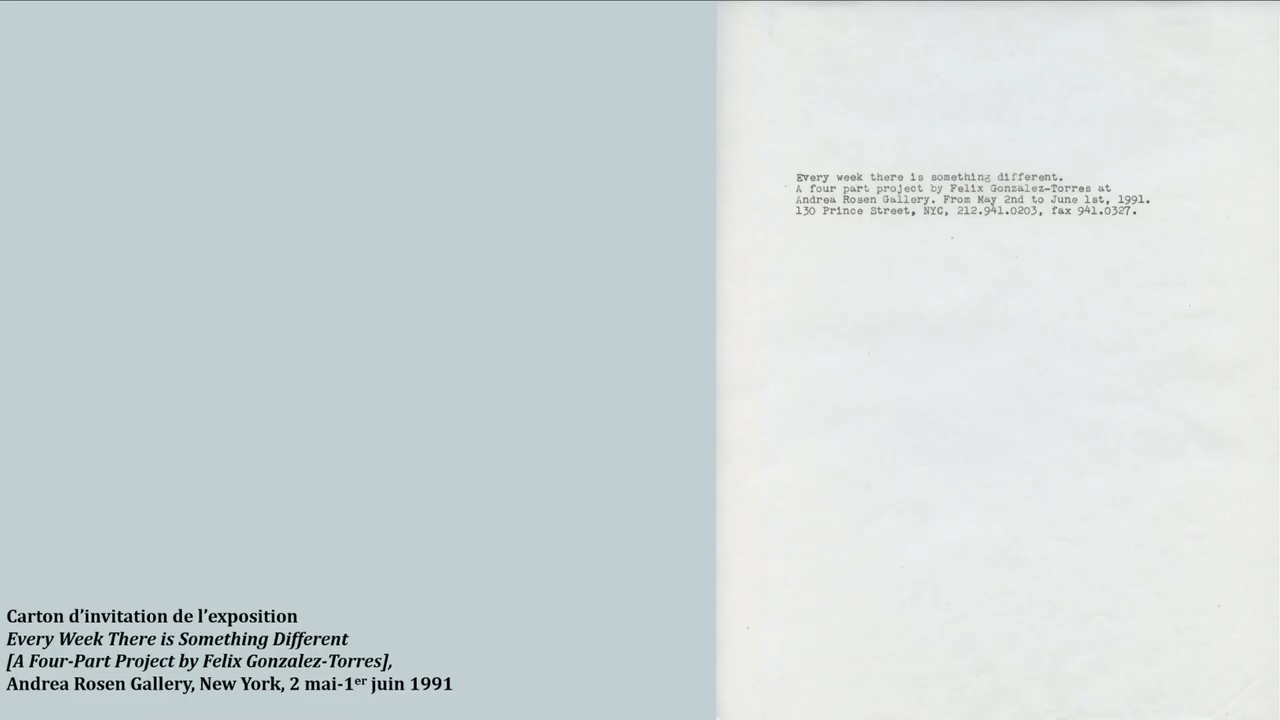 Every week there is something different.
A four part project by Felix Gonzalez-Torres at
Andrea Rosen Gallery. From May 2nd to June 1st, 1991.
130 Prince Street, NYC, 212.941.0203, fax 941.0327.
Carton d’invitation de l’exposition
Every Week There is Something Different
[A Four-Part Project by Felix Gonzalez-Torres],
Andrea Rosen Gallery, New York, 2 mai-1er juin 1991